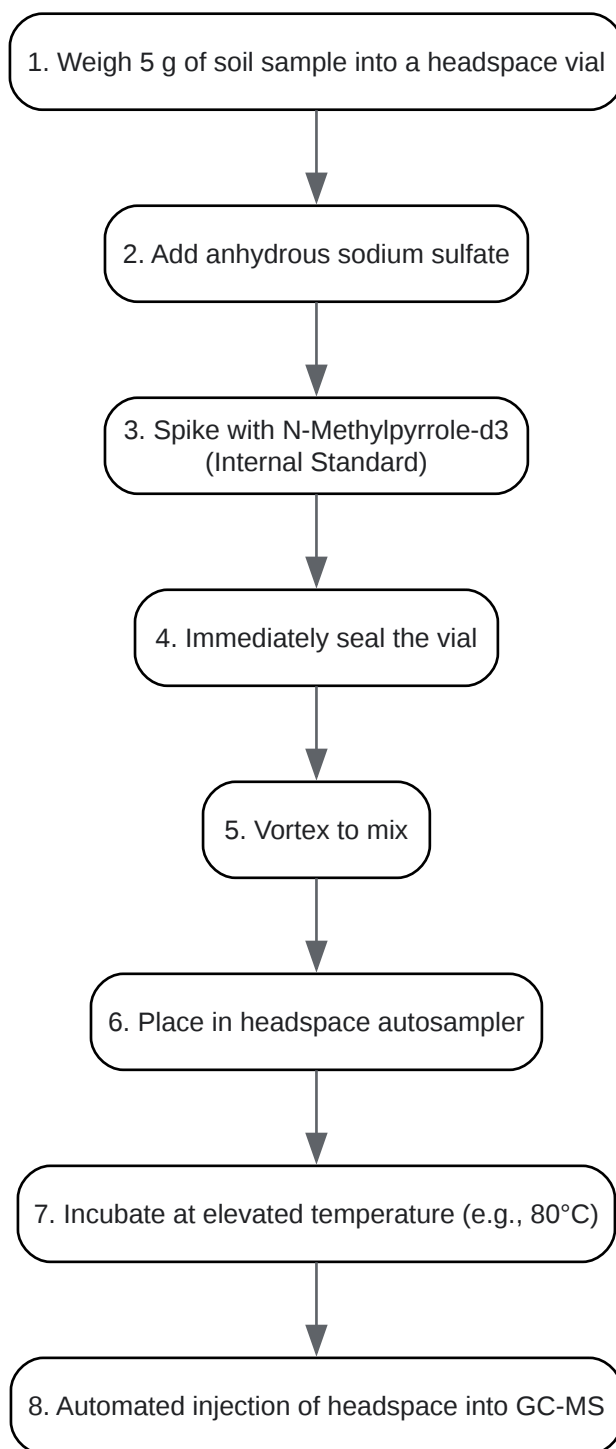 1. Weigh 5 g of soil sample into a headspace vial
2. Add anhydrous sodium sulfate
3. Spike with N-Methylpyrrole-d3
(Internal Standard)
4. Immediately seal the vial
5. Vortex to mix
6. Place in headspace autosampler
7. Incubate at elevated temperature (e.g., 80°C)
8. Automated injection of headspace into GC-MS